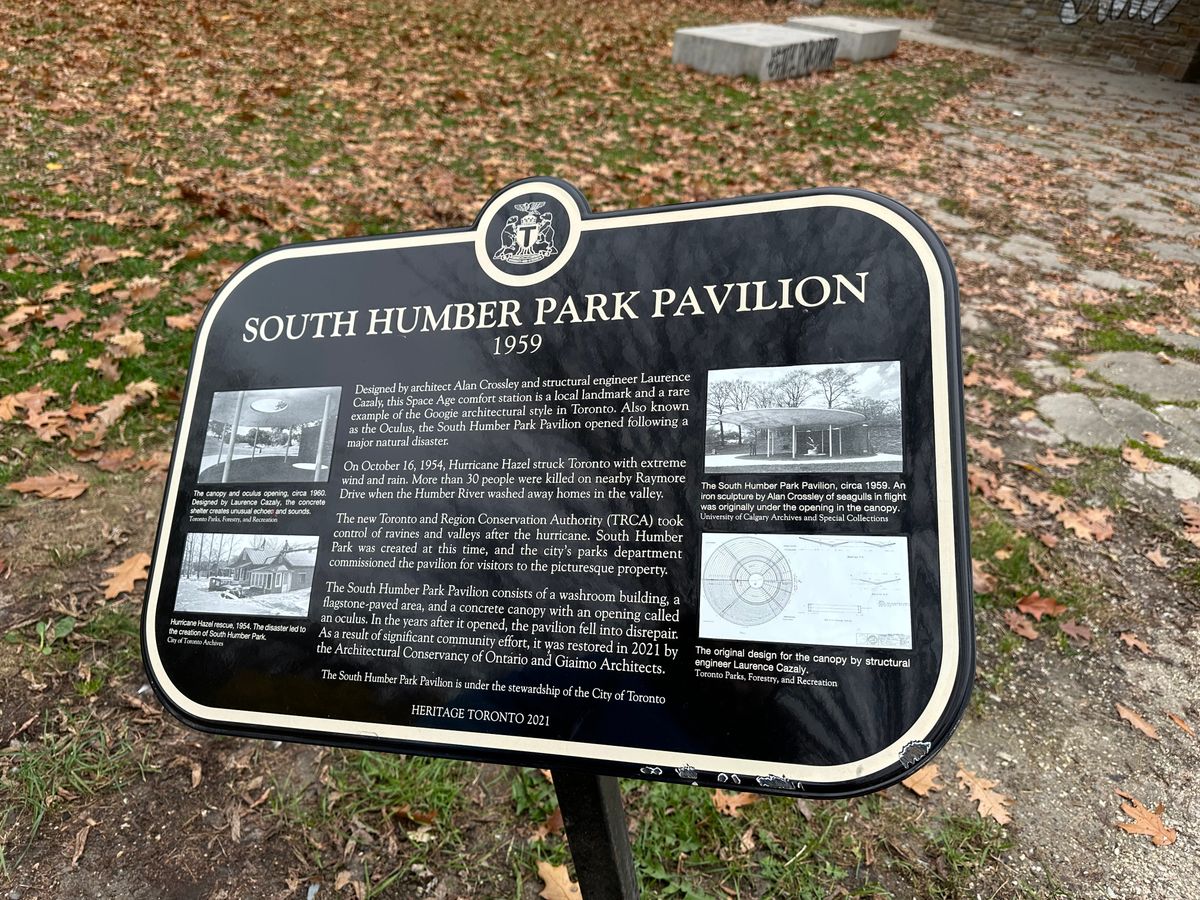 SOUTH HUMBER PARK PAVILION
1959
Designed by architect Alan Crossley and structural engineer Laurence
Cazaly, this Space Age comfort station is a local landmark and a rare
example of the Googie architectural style in Toronto. Also known
as the Oculus, the South Humber Park Pavilion opened following a
major natural disaster.
On October 16, 1954, Hurricane Hazel struck Toronto with extreme
wind and rain. More than 30 people were killed on nearby Raymore
Drive when the Humber River washed away homes in the valley.
The new Toronto and Region Conservation Authority (TRCA) took
control of ravines and valleys after the hurricane. South Humber
Park was created at this time, and the city's parks department
commissioned the pavilion for visitors to the picturesque property.
The South Humber Park Pavilion consists of a washroom building, a
flagstone-paved area, and a concrete canopy with an opening called
an oculus. In the years after it opened, the pavilion fell into disrepair.
As a result of significant community effort, it was restored in 2021 by
the Architectural Conservancy of Ontario and Giaimo Architects.
The South Humber Park Pavilion is under the stewardship of the City of Toronto
HERITAGE TORONTO 2021
The canopy and oculus opening, circa 1960.
Designed by Laurence Cazaly, the concrete
shelter creates unusual echoes and sounds.
Toronto Parks, Forestry, and Recreation
Hurricane Hazel rescue, 1954. The disaster led to
the creation of South Humber Park.
City of Toronto Archives
The South Humber Park Pavilion, circa 1959. An
iron sculpture by Alan Crossley of seagulls in flight
was originally under the opening in the canopy.
University of Calgary Archives and Special Collections
The original design for the canopy by structural
engineer Laurence Cazaly.
Toronto Parks, Forestry, and Recreation
T